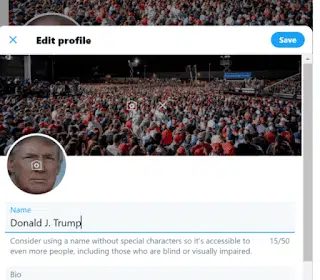 Edit profile
Save
Name
Donald J. Trump
Consider using a name without special characters so it's accessible to
15/50
even more people, including those who are blind or visually impaired.
Bio